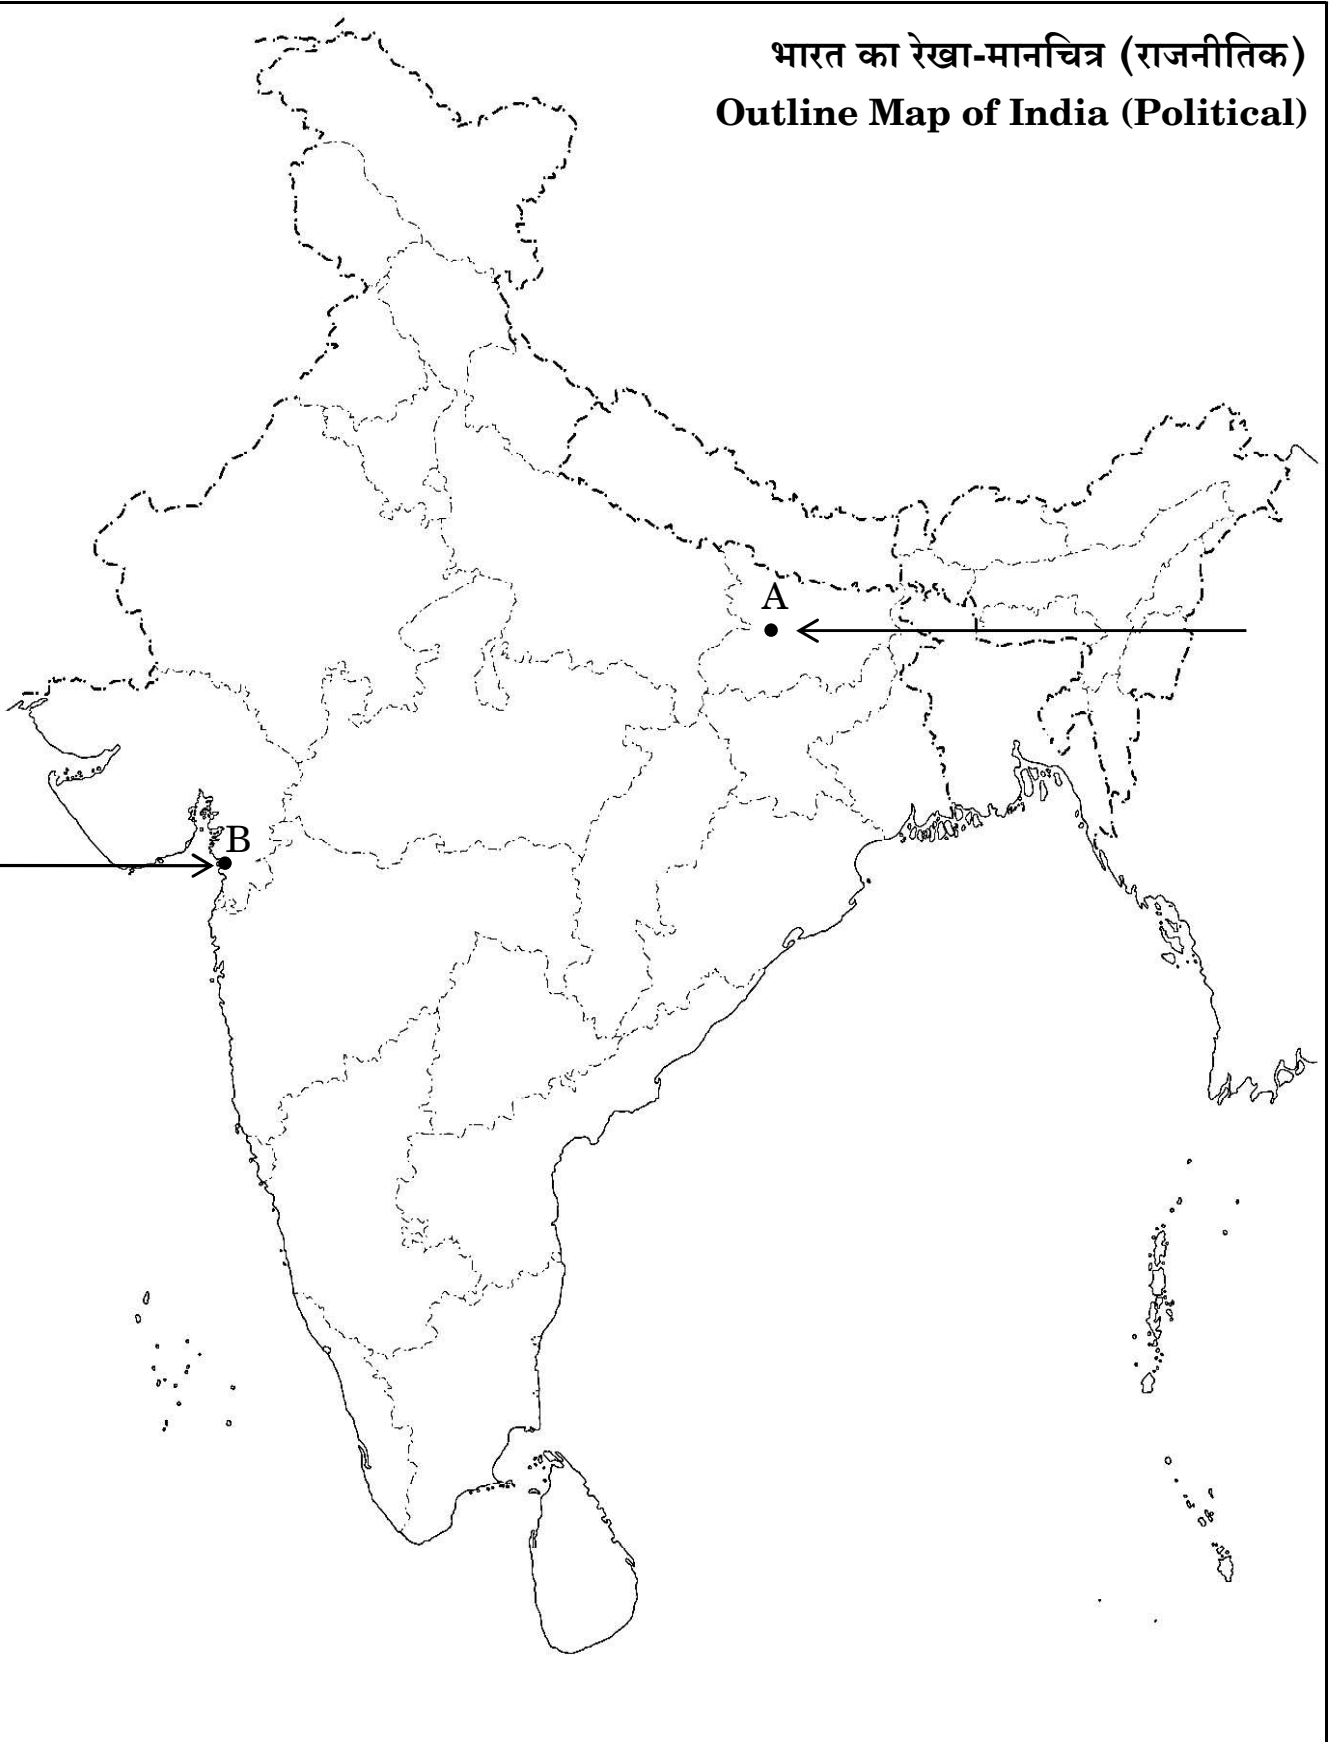 भारत का रेखा-मानचित्र (राजनीतिक)
Outline Map of India (Political)
A
B